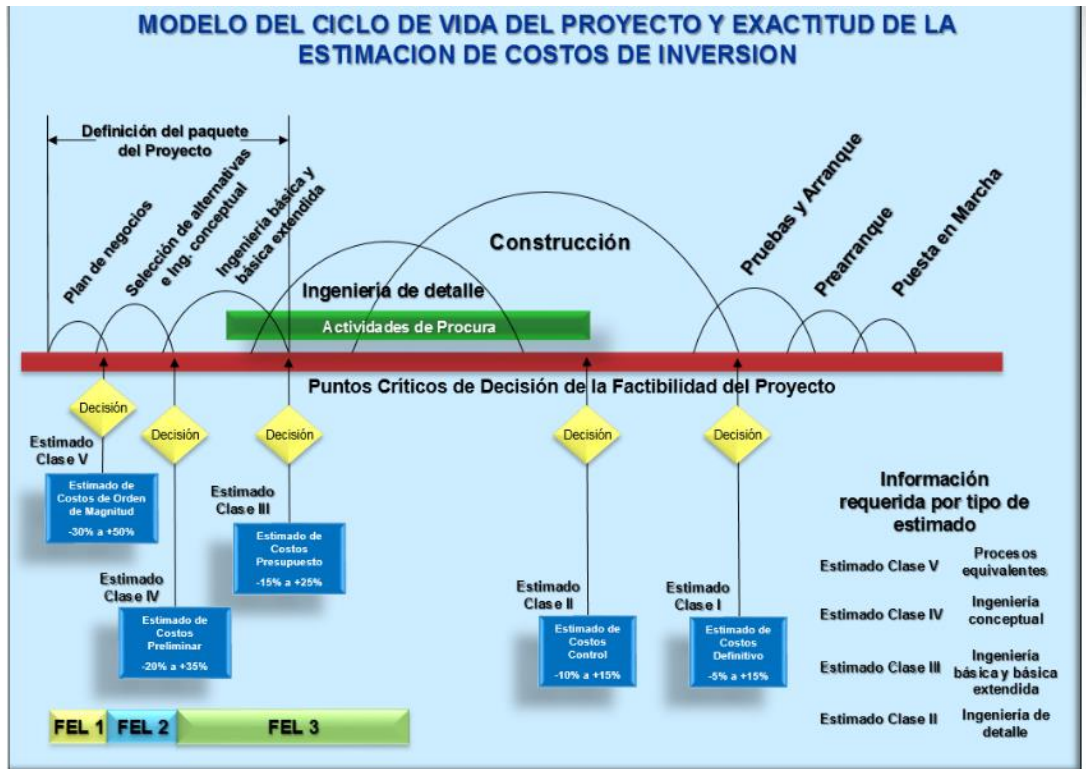 MODELO DEL CICLO DE VIDA DEL PROYECTO Y EXACTITUD DE LA
ESTIMACION DE COSTOS DE INVERSION
Definición del paquete
del Proyecto
Plan de negocios
Selección de alternativas
e Ing. conceptual
Ingeniería básica y
básica extendida
Ingeniería de detalle
Construcción
Pruebas y Arranque
Prearranque
Puesta en Marcha
Actividades de Procura
Puntos Críticos de Decisión de la Factibilidad del Proyecto
Decisión
Decisión
Decisión
Decisión
Decisión
Estimado
Clase V
Estimado de
Costos de Orden
de Magnitud
-30% a +50%
Estimado
Clase IV
Estimado de
Costos
Preliminar
-20% a +35%
Estimado
Clase III
Estimado de
Costos
Presupuesto
-15% a +25%
Estimado
Clase II
Estimado de
Costos
Control
-10% a +15%
Estimado
Clase I
Estimado de
Costos
Definitivo
-5% a +15%
Información
requerida por tipo de
estimado
Estimado Clase V
Procesos
equivalentes
Estimado Clase IV
Ingeniería
conceptual
Estimado Clase III
Ingeniería
básica y básica
extendida
Estimado Clase II
Ingeniería de
detalle
FEL 1
FEL 2
FEL 3